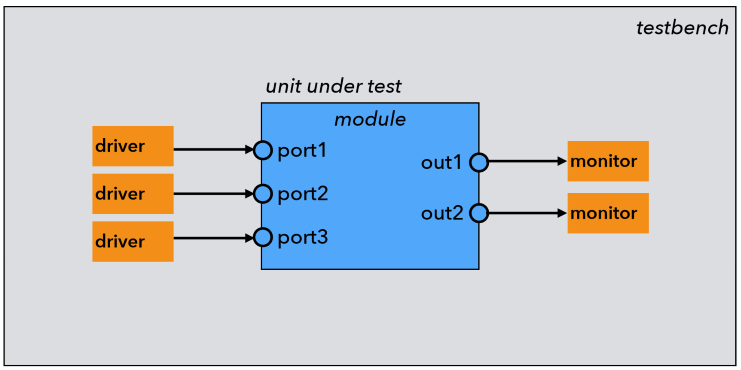 testbench
unit under test
module
driver
port1
out1
monitor
driver
port2
out2
monitor
driver
port3